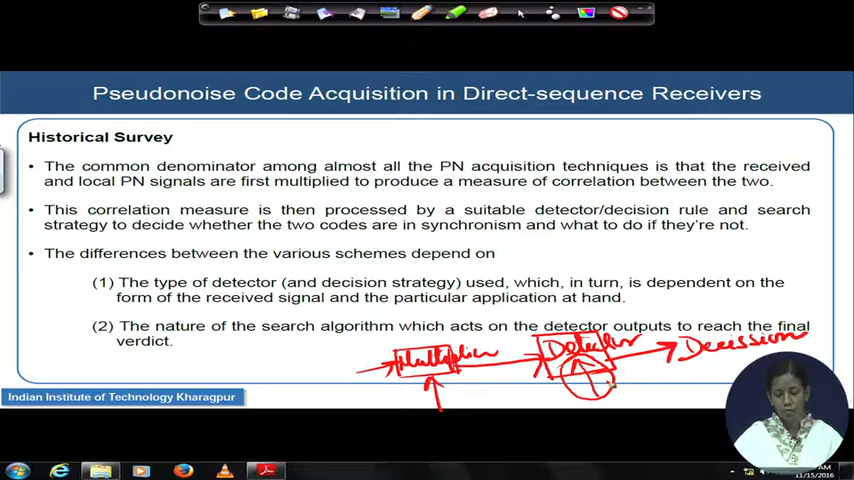 Pseudonoise Code Acquisition in Direct-sequence Receivers
Historical Survey
• The common denominator among almost all the PN acquisition techniques is that the received
and local PN signals are first multiplied to produce a measure of correlation between the two.
• This correlation measure is then processed by a suitable detector/decision rule and search
strategy to decide whether the two codes are in synchronism and what to do if they're not.
• The differences between the various schemes depend on
(1) The type of detector (and decision strategy) used, which, in turn, is dependent on the
form of the received signal and the particular application at hand.
(2) The nature of the search algorithm which acts on the detector outputs to reach the final
verdict.
Detector
Decission
Indian Institute of Technology Kharagpur
11/15/2016